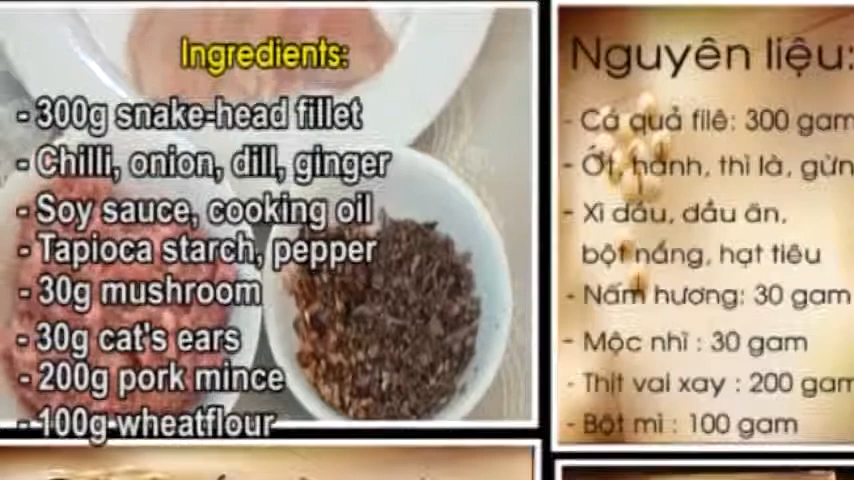 Ingredients:
- 300g snake-head fillet
- Chilli, onion, dill, ginger
- Soy sauce, cooking oil
- Tapioca starch, pepper
- 30g mushroom
- 30g cat's ears
- 200g pork mince
- 100g wheatflour
Nguyên liệu:
- Cá quả filê: 300 gam
- Ớt, hành, thì là, gừn
- Xì dầu, dầu ăn,
bột năng, hạt tiêu
- Nấm hương: 30 gam
- Mộc nhĩ : 30 gam
- Thịt vai xay : 200 gam
- Bột mì : 100 gam